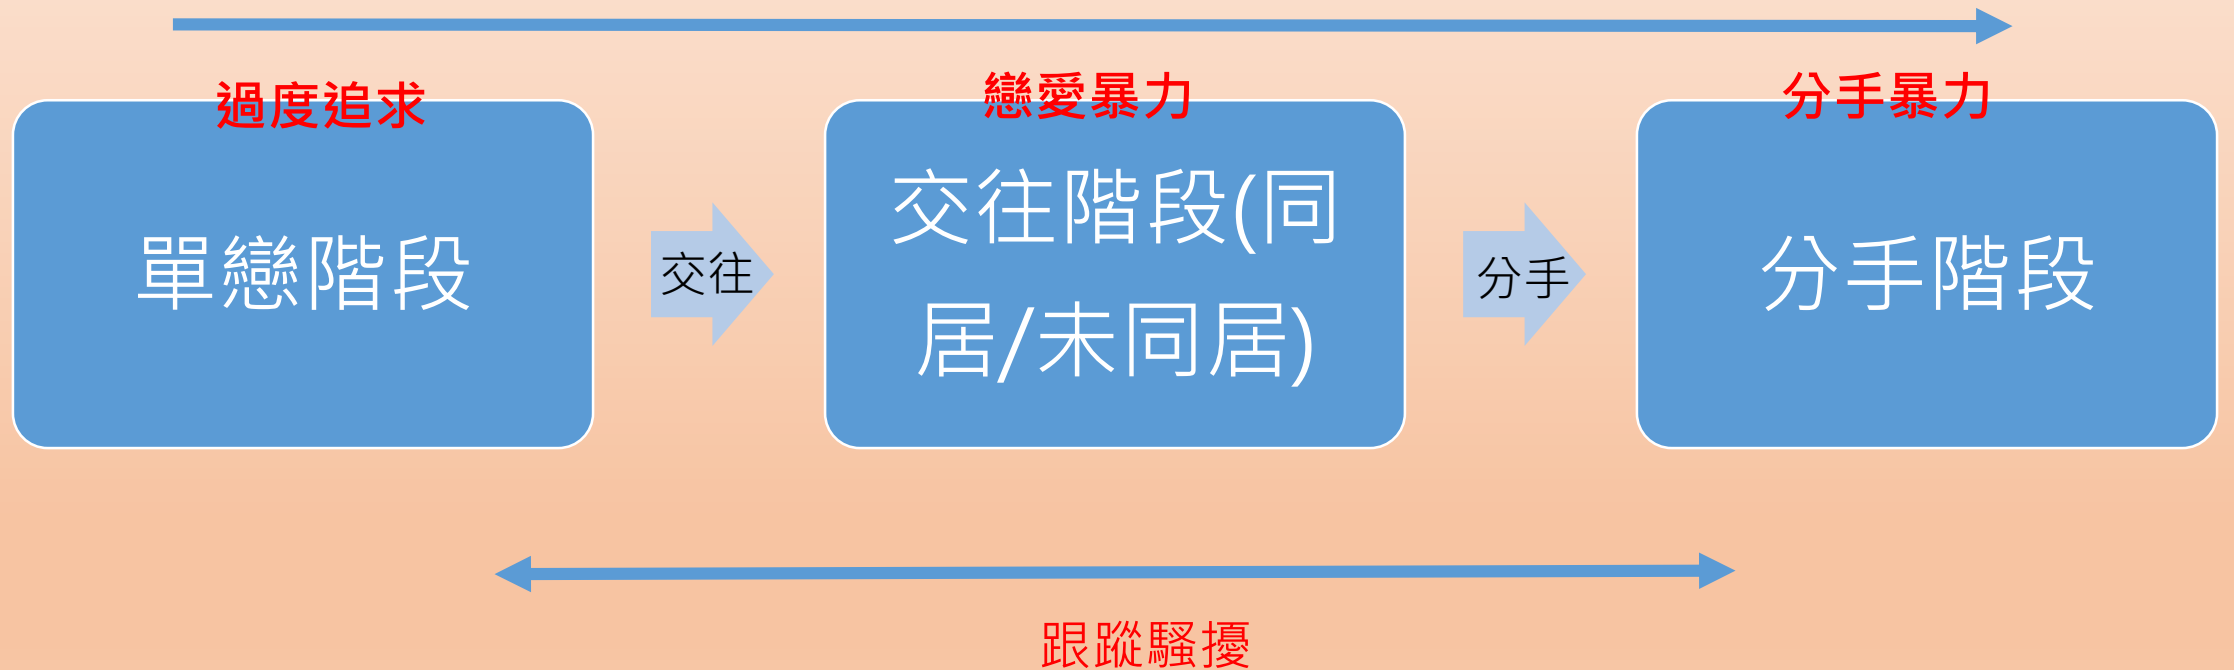 過度追求
戀愛暴力
分手暴力
單戀階段
交往
交往階段(同
居/未同居)
分手
分手階段
跟蹤騷擾